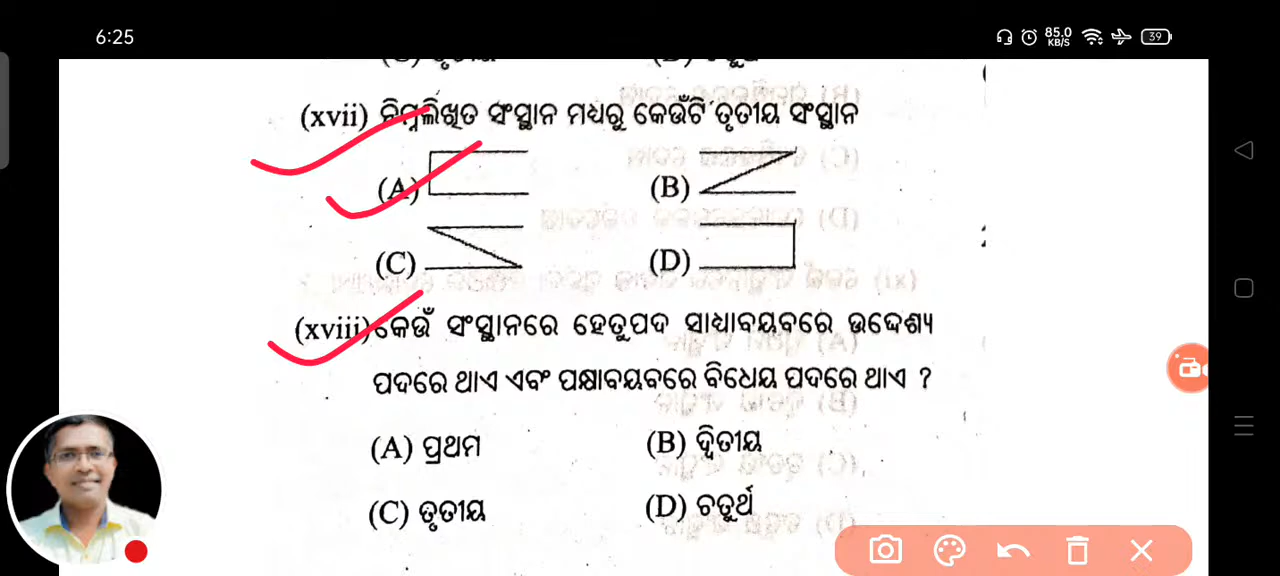 6:25
85.0
KB/S
39
(xvii) ନିମ୍ନଲିଖିତ ସଂସ୍ଥାନ ମଧ୍ୟରୁ କେଉଁଟି ତୃତୀୟ ସଂସ୍ଥାନ
(A) (B)
(C) (D)
(xviii) କେଉଁ ସଂସ୍ଥାନରେ ହେତୁପଦ ସାଧ୍ୟାବୟବରେ ଉଦ୍ଦେଶ୍ୟ
ପଦରେ ଥାଏ ଏବଂ ପକ୍ଷାବୟବରେ ବିଧେୟ ପଦରେ ଥାଏ ?
(A) ପ୍ରଥମ (B) ଦ୍ୱିତୀୟ
(C) ତୃତୀୟ (D) ଚତୁର୍ଥ